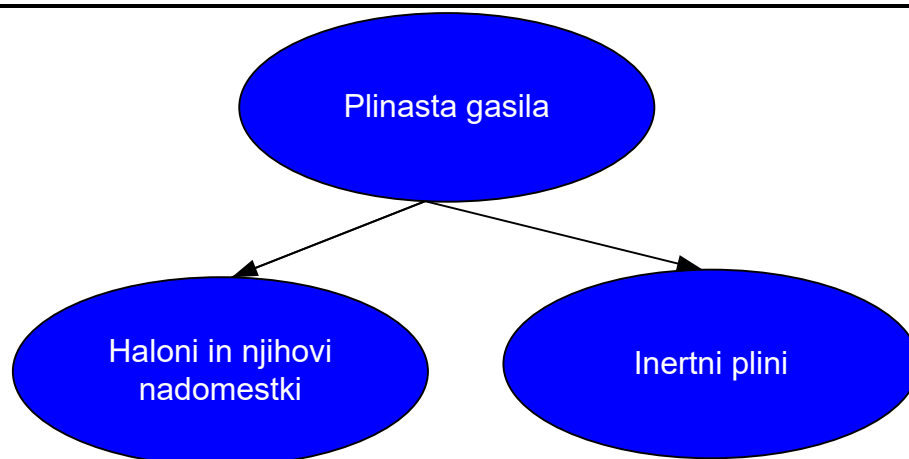 Plinasta gasila
Haloni in njihovi
nadomestki
Inertni plini